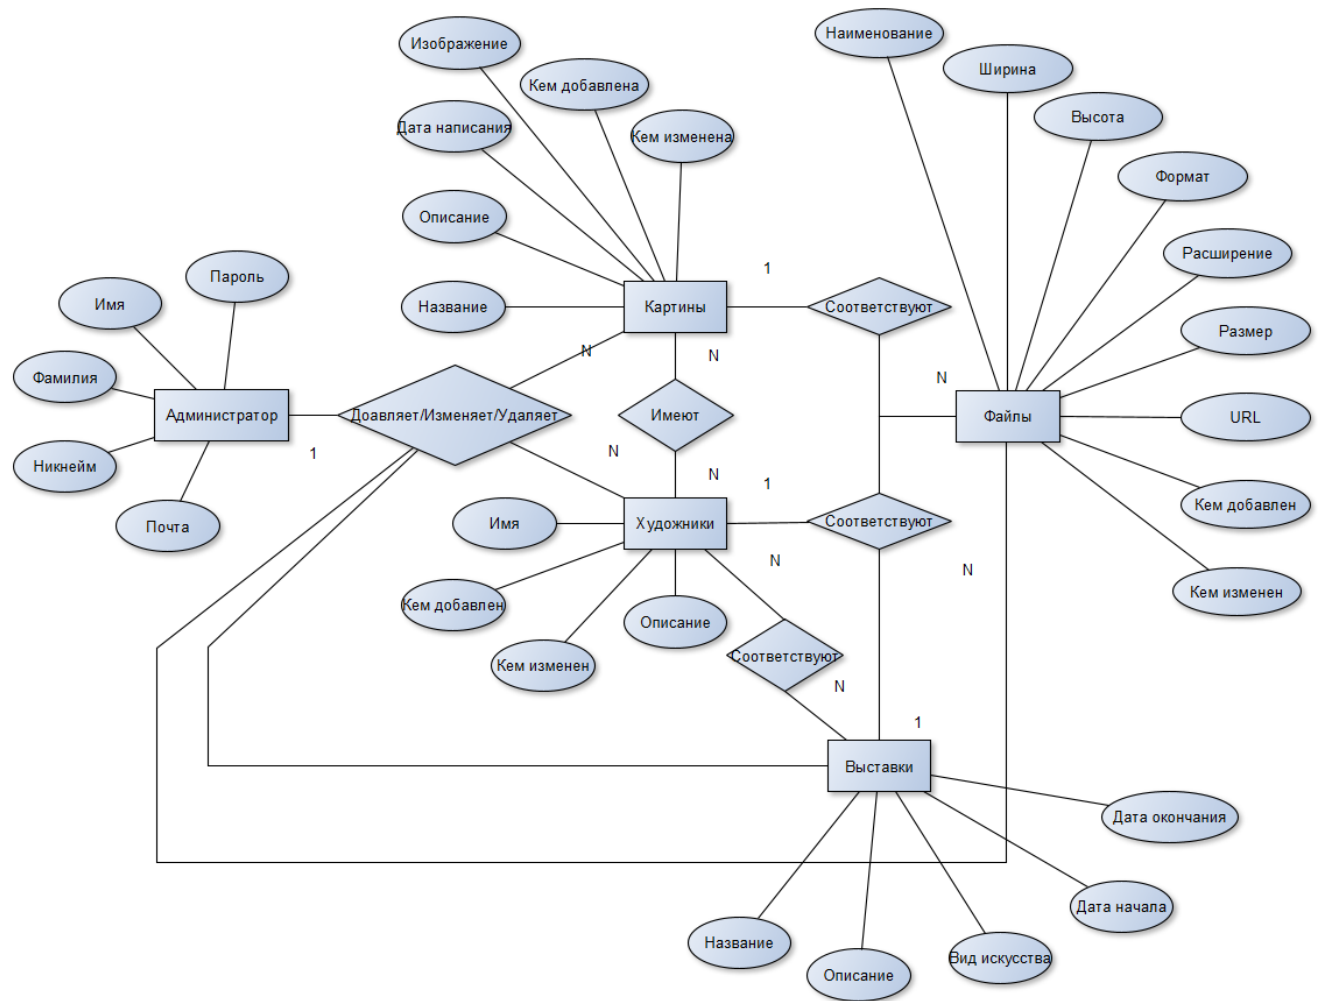 Наименование
Изображение
Ширина
Кем добавлена
Высота
Дата написания
Кем изменена
Формат
Описание
Расширение
Пароль
1
Имя
Название
Картины
Соответствуют
Размер
N
N
Фамилия
N
Администратор
Доавляет/Изменяет/Удаляет
Имеют
Файлы
URL
1
N
Никнейм
N
1
Кем добавлен
Почта
Имя
Художники
Соответствуют
N
N
Кем изменен
Кем добавлен
Описание
Соответствуют
Кем изменен
N
1
Выставки
Дата окончания
Дата начала
Название
Вид искусства
Описание